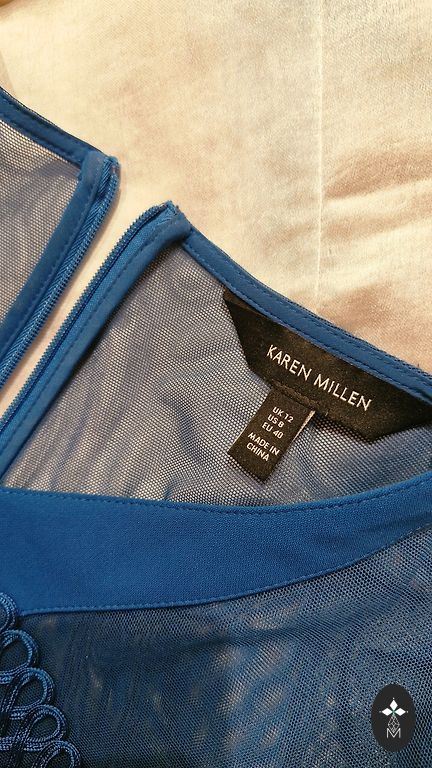 KAREN MILLEN
UK 12
US 8
EU 40
MADE IN
CHINA
M